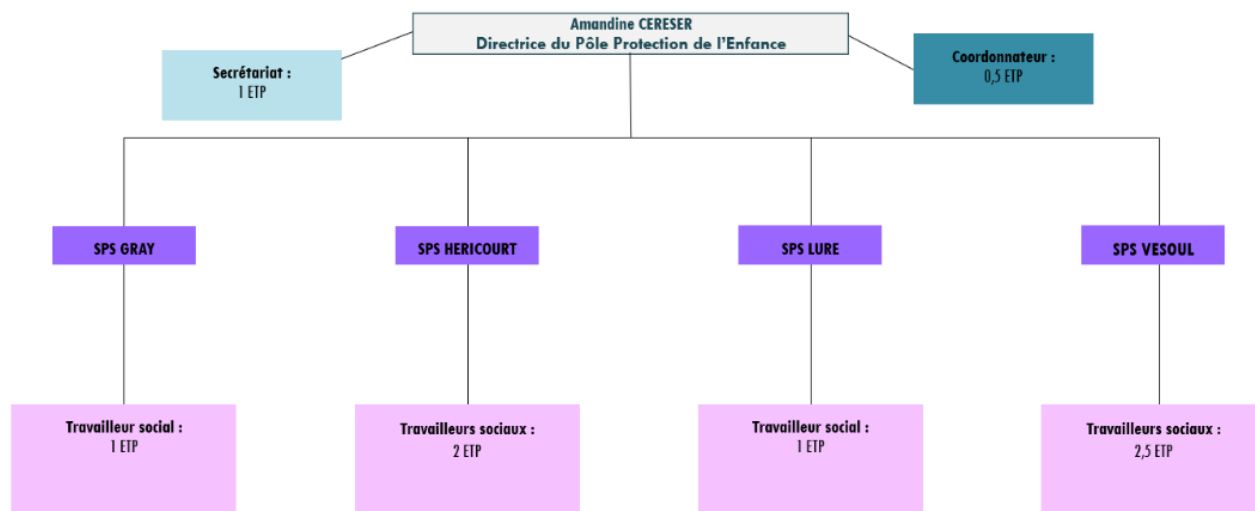 Amandine CERESER
Directrice du Pôle Protection de l'Enfance
Secrétariat :
1 ETP
Coordonnateur :
0,5 ETP
SPS GRAY
SPS HERICOURT
SPS LURE
SPS VESOUL
Travailleur social :
1 ETP
Travailleurs sociaux :
2 ETP
Travailleur social :
1 ETP
Travailleurs sociaux :
2,5 ETP